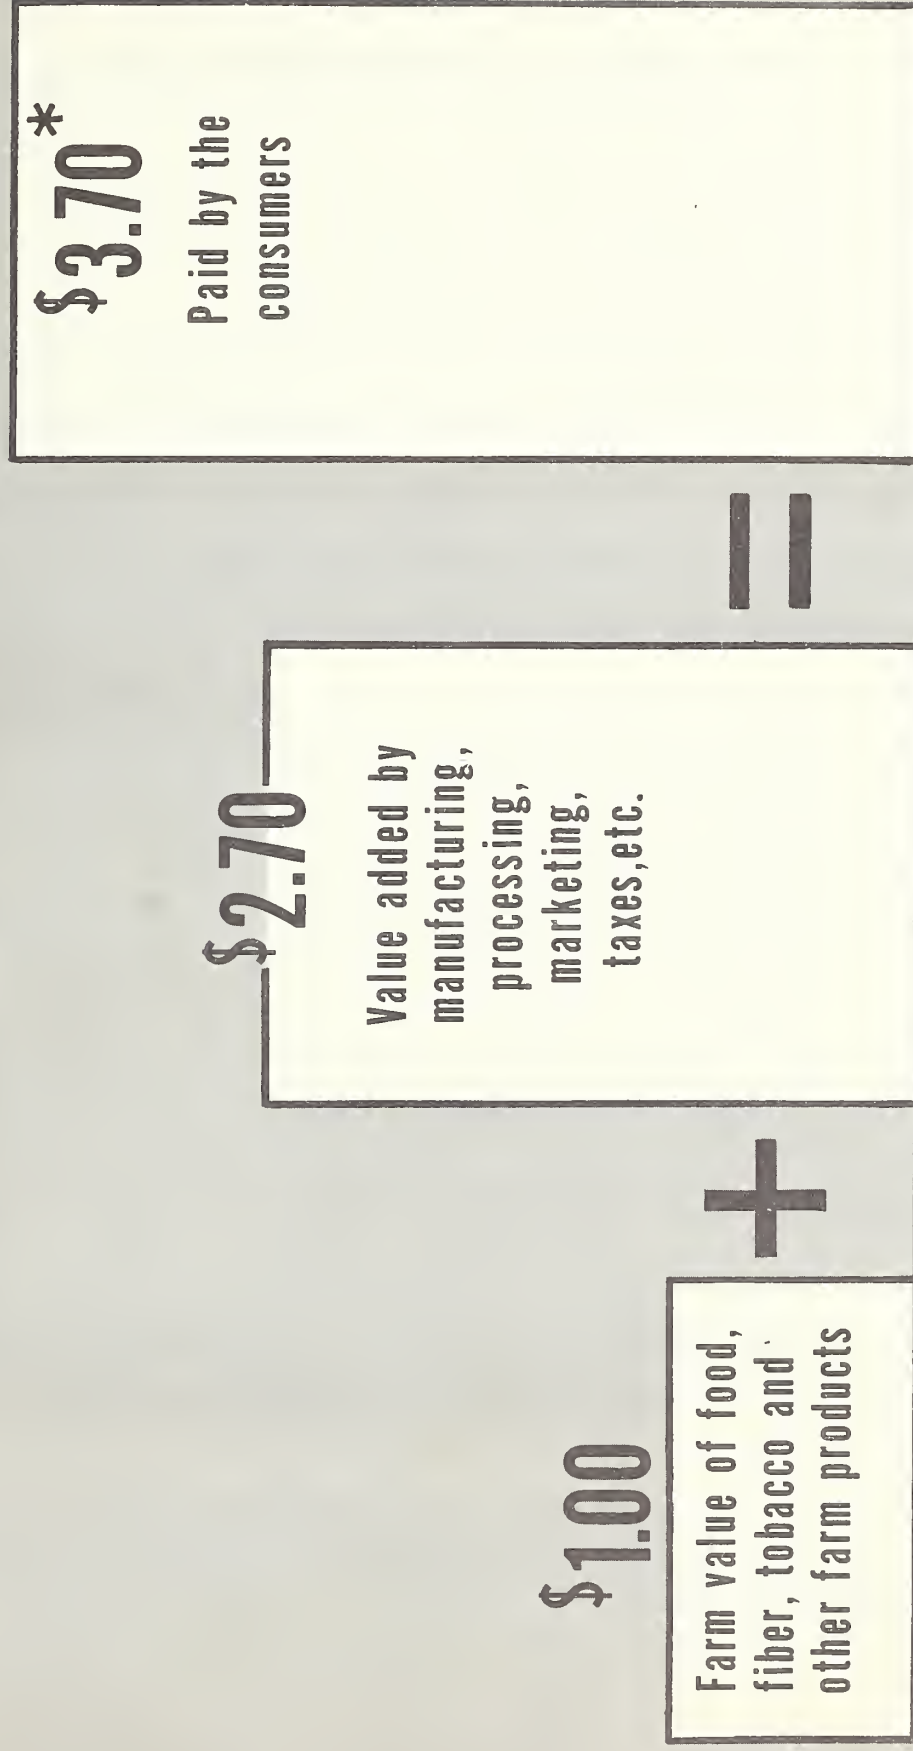 $1.00
Farm value of food,
fiber, tobacco and
other farm products
+
$2.70
Value added by
manufacturing,
processing,
marketing,
taxes,etc.
=
$3.70*
Paid by the
consumers